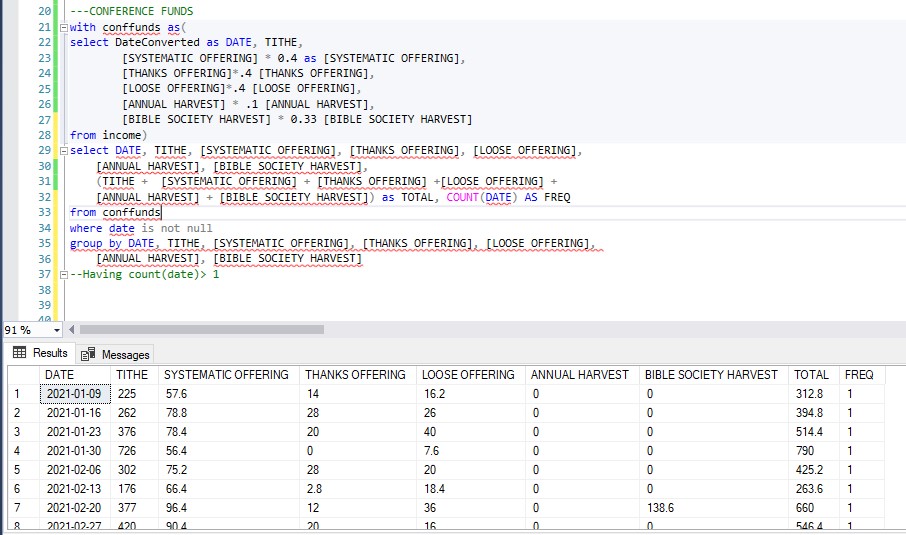 20 ---CONFERENCE FUNDS
21 with conffunds as(
22 select DateConverted as DATE, TITHE,
23 [SYSTEMATIC OFFERING] * 0.4 as [SYSTEMATIC OFFERING],
24 [THANKS OFFERING]*.4 [THANKS OFFERING],
25 [LOOSE OFFERING]*.4 [LOOSE OFFERING],
26 [ANNUAL HARVEST] * .1 [ANNUAL HARVEST],
27 [BIBLE SOCIETY HARVEST] * 0.33 [BIBLE SOCIETY HARVEST]
28 from income)
29 select DATE, TITHE, [SYSTEMATIC OFFERING], [THANKS OFFERING], [LOOSE OFFERING],
30 [ANNUAL HARVEST], [BIBLE SOCIETY HARVEST],
31 (TITHE + [SYSTEMATIC OFFERING] + [THANKS OFFERING] +[LOOSE OFFERING] +
32 [ANNUAL HARVEST] + [BIBLE SOCIETY HARVEST]) as TOTAL, COUNT(DATE) AS FREQ
33 from conffunds
34 where date is not null
35 group by DATE, TITHE, [SYSTEMATIC OFFERING], [THANKS OFFERING], [LOOSE OFFERING],
36 [ANNUAL HARVEST], [BIBLE SOCIETY HARVEST]
37 --Having count(date)> 1
38
39
40
91 %
Results Messages
DATE TITHE SYSTEMATIC OFFERING THANKS OFFERING LOOSE OFFERING ANNUAL HARVEST BIBLE SOCIETY HARVEST TOTAL FREQ
1 2021-01-09 225 57.6 14 16.2 0 0 312.8 1
2 2021-01-16 262 78.8 28 26 0 0 394.8 1
3 2021-01-23 376 78.4 20 40 0 0 514.4 1
4 2021-01-30 726 56.4 0 7.6 0 0 790 1
5 2021-02-06 302 75.2 28 20 0 0 425.2 1
6 2021-02-13 176 66.4 2.8 18.4 0 0 263.6 1
7 2021-02-20 377 96.4 12 36 0 138.6 660 1
8 2021-02-27 420 90.4 20 16 0 0 546.4 1